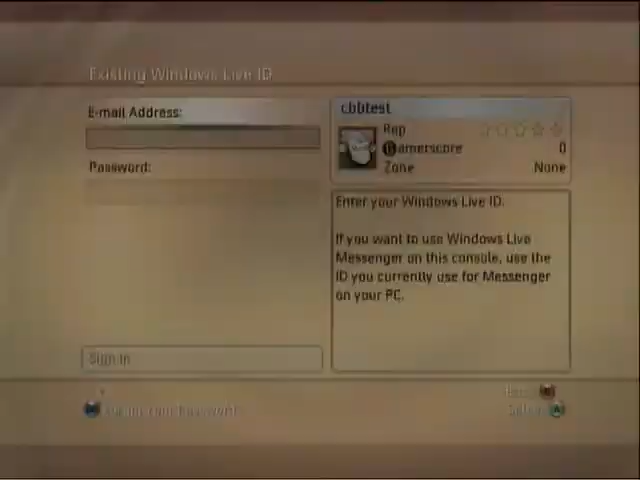 Existing Windows Live ID
E-mail Address:
Password:
Sign In
cbbtest
Rep
Gamerscore 0
Zone None
Enter your Windows Live ID.
If you want to use Windows Live
Messenger on this console, use the
ID you currently use for Messenger
on your PC.
Back
Select